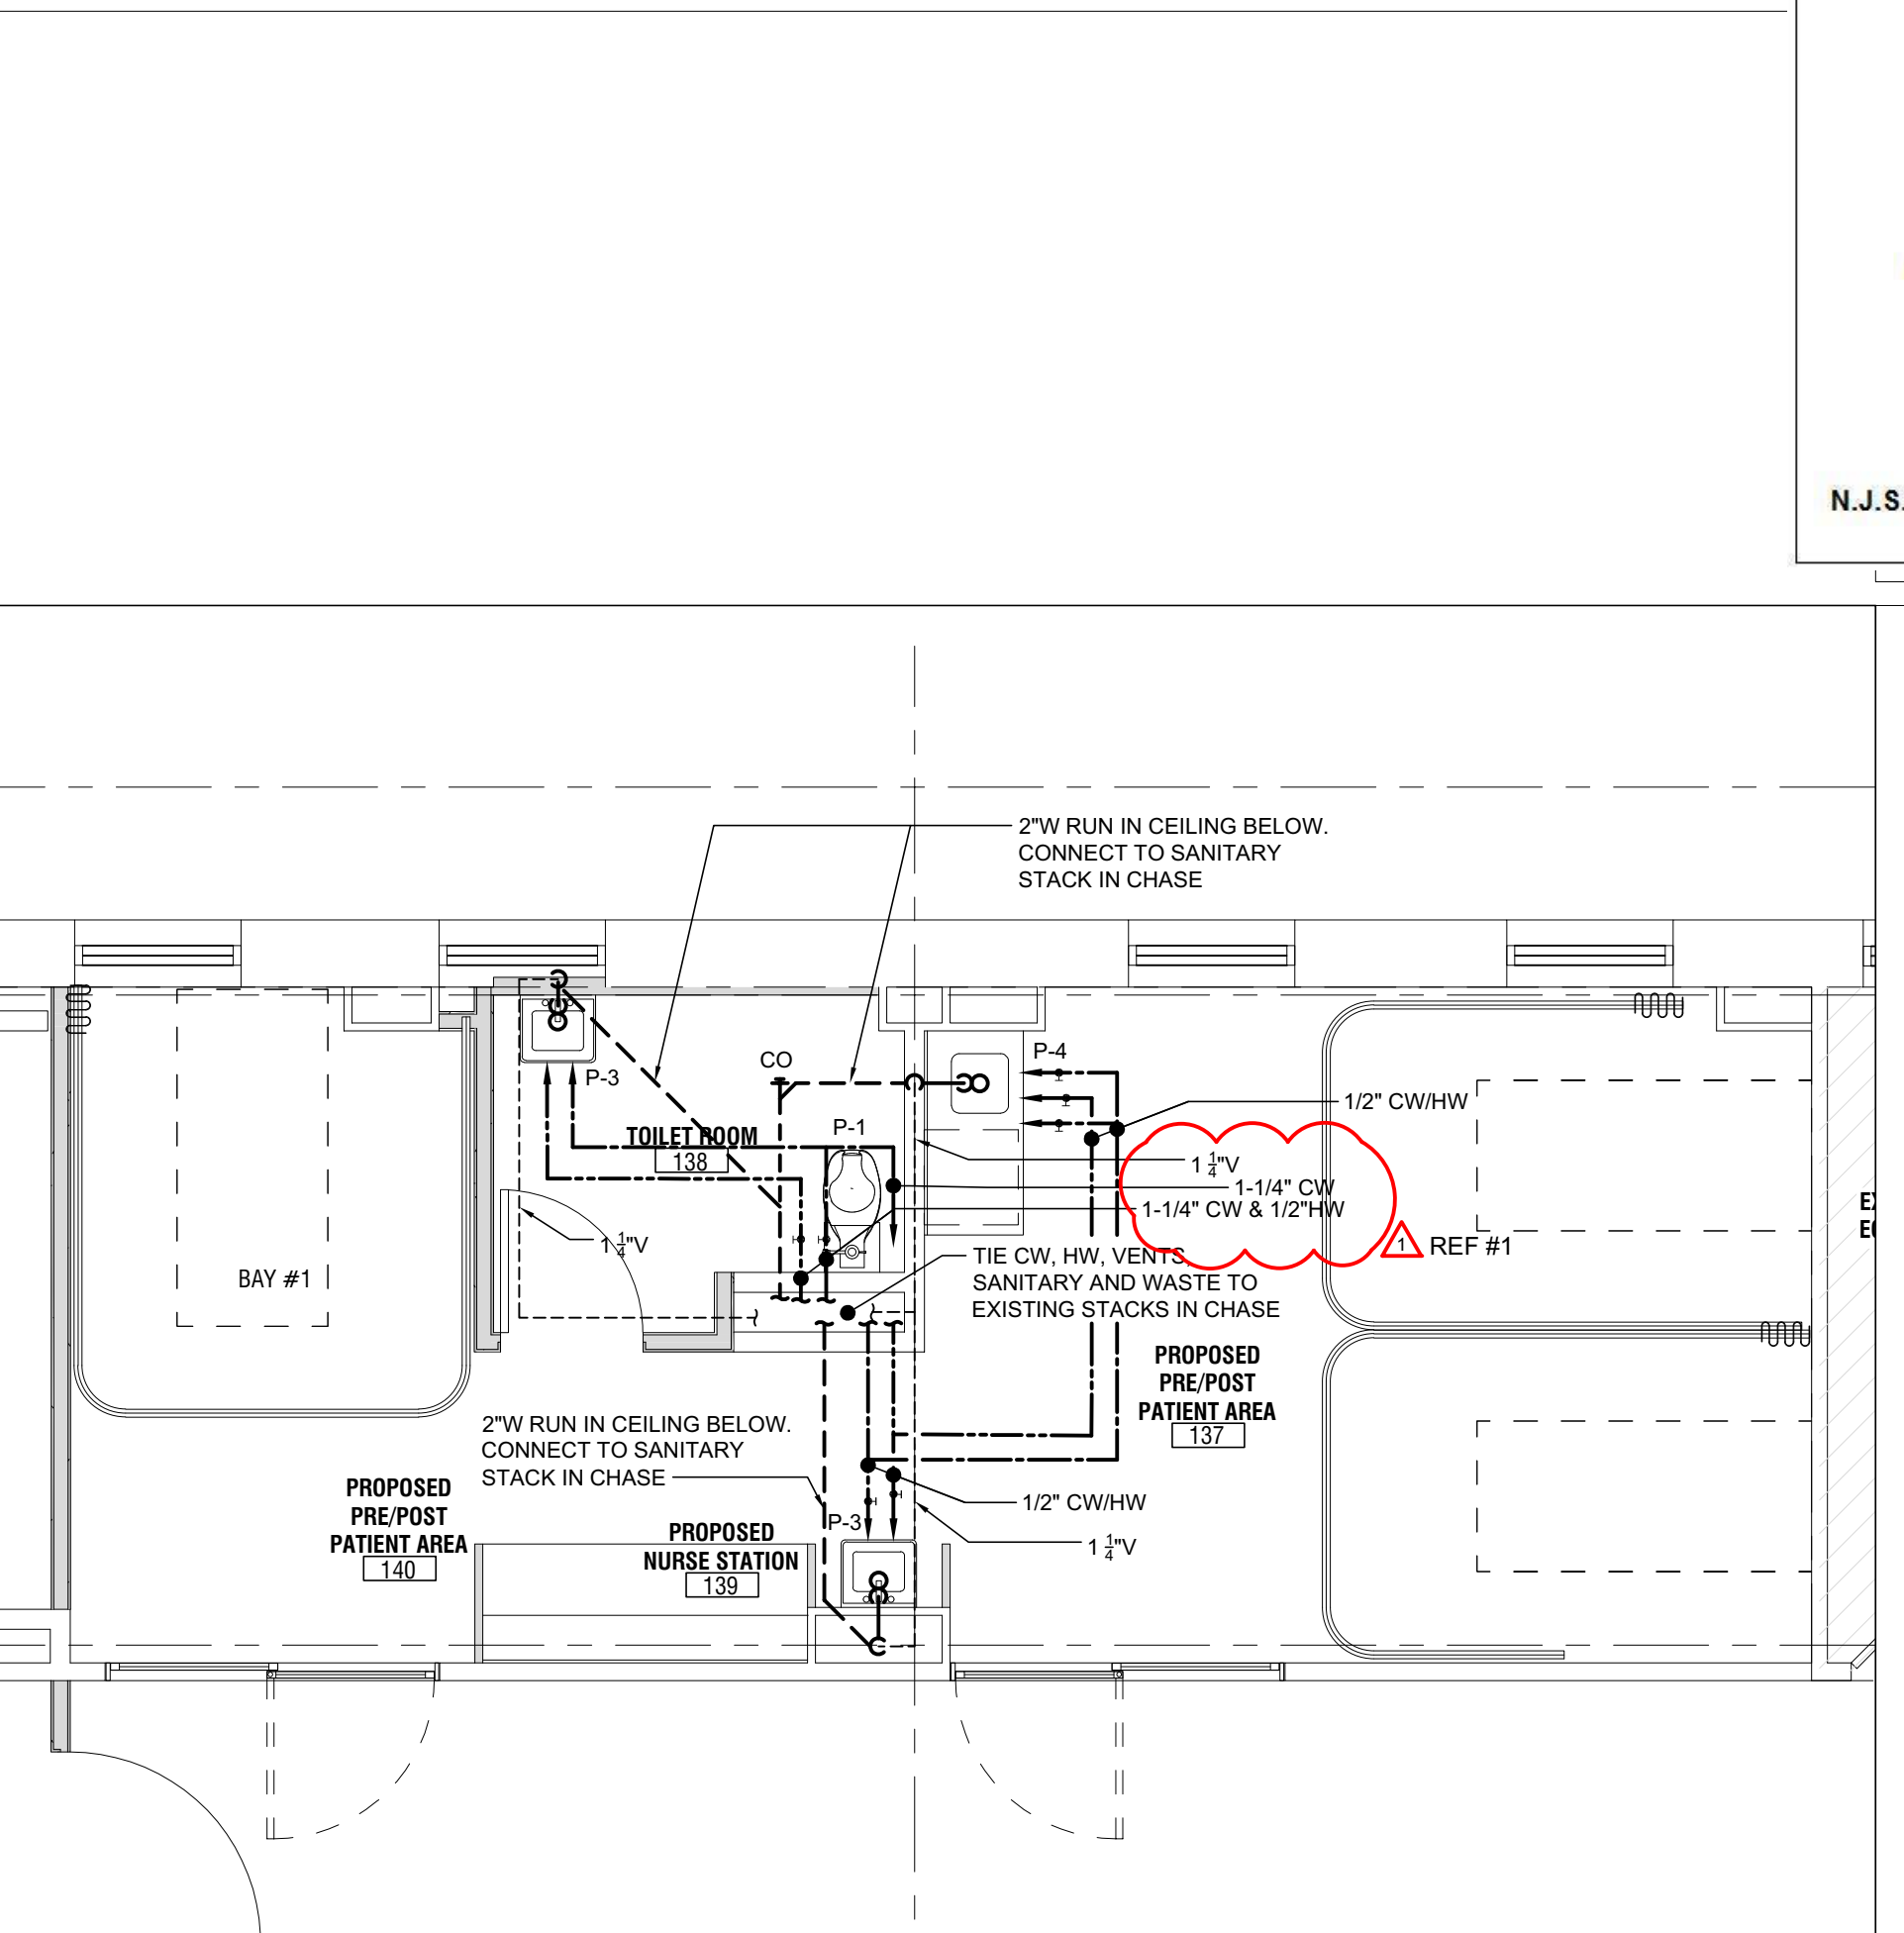 N.J.S.
2"W RUN IN CEILING BELOW.
CONNECT TO SANITARY
STACK IN CHASE
CO
P-4
P-3
1/2" CW/HW
P-1
TOILET ROOM
138
1 1/4"V
1-1/4" CW
1-1/4" CW & 1/2"HW
1 REF #1
1 1/4"V
TIE CW, HW, VENTS,
SANITARY AND WASTE TO
EXISTING STACKS IN CHASE
BAY #1
PROPOSED
PRE/POST
PATIENT AREA
137
2"W RUN IN CEILING BELOW.
CONNECT TO SANITARY
STACK IN CHASE
PROPOSED
PRE/POST
PATIENT AREA
140
1/2" CW/HW
P-3
1 1/4"V
PROPOSED
NURSE STATION
139